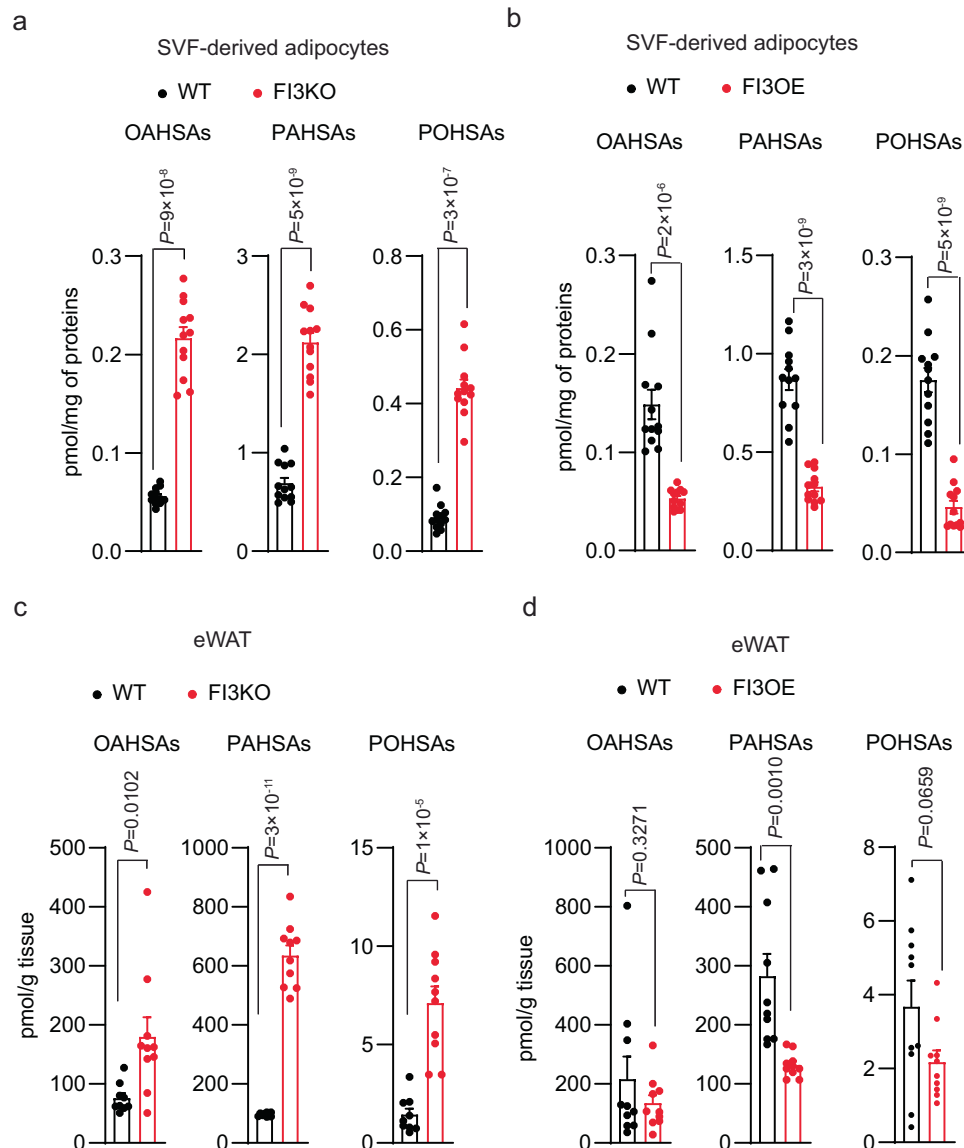 a
SVF-derived adipocytes
WT FI3KO
OAHSAs PAHSAs POHSAs
P=9×10⁻⁸ P=5×10⁻⁹ P=3×10⁻⁷
pmol/mg of proteins
0.3
0.2
0.1
0.0
3
2
1
0
0.8
0.6
0.4
0.2
0.0
b
SVF-derived adipocytes
WT FI3OE
OAHSAs PAHSAs POHSAs
P=2×10⁻⁶ P=3×10⁻⁹ P=5×10⁻⁹
pmol/mg of proteins
0.3
0.2
0.1
0.0
1.5
1.0
0.5
0.0
0.3
0.2
0.1
0.0
c
eWAT
WT FI3KO
OAHSAs PAHSAs POHSAs
P=0.0102 P=3×10⁻¹¹ P=1×10⁻⁵
pmol/g tissue
500
400
300
200
100
0
1000
800
600
400
200
0
15
10
5
0
d
eWAT
WT FI3OE
OAHSAs PAHSAs POHSAs
P=0.3271 P=0.0010 P=0.0659
pmol/g tissue
1000
800
600
400
200
0
500
400
300
200
100
0
8
6
4
2
0